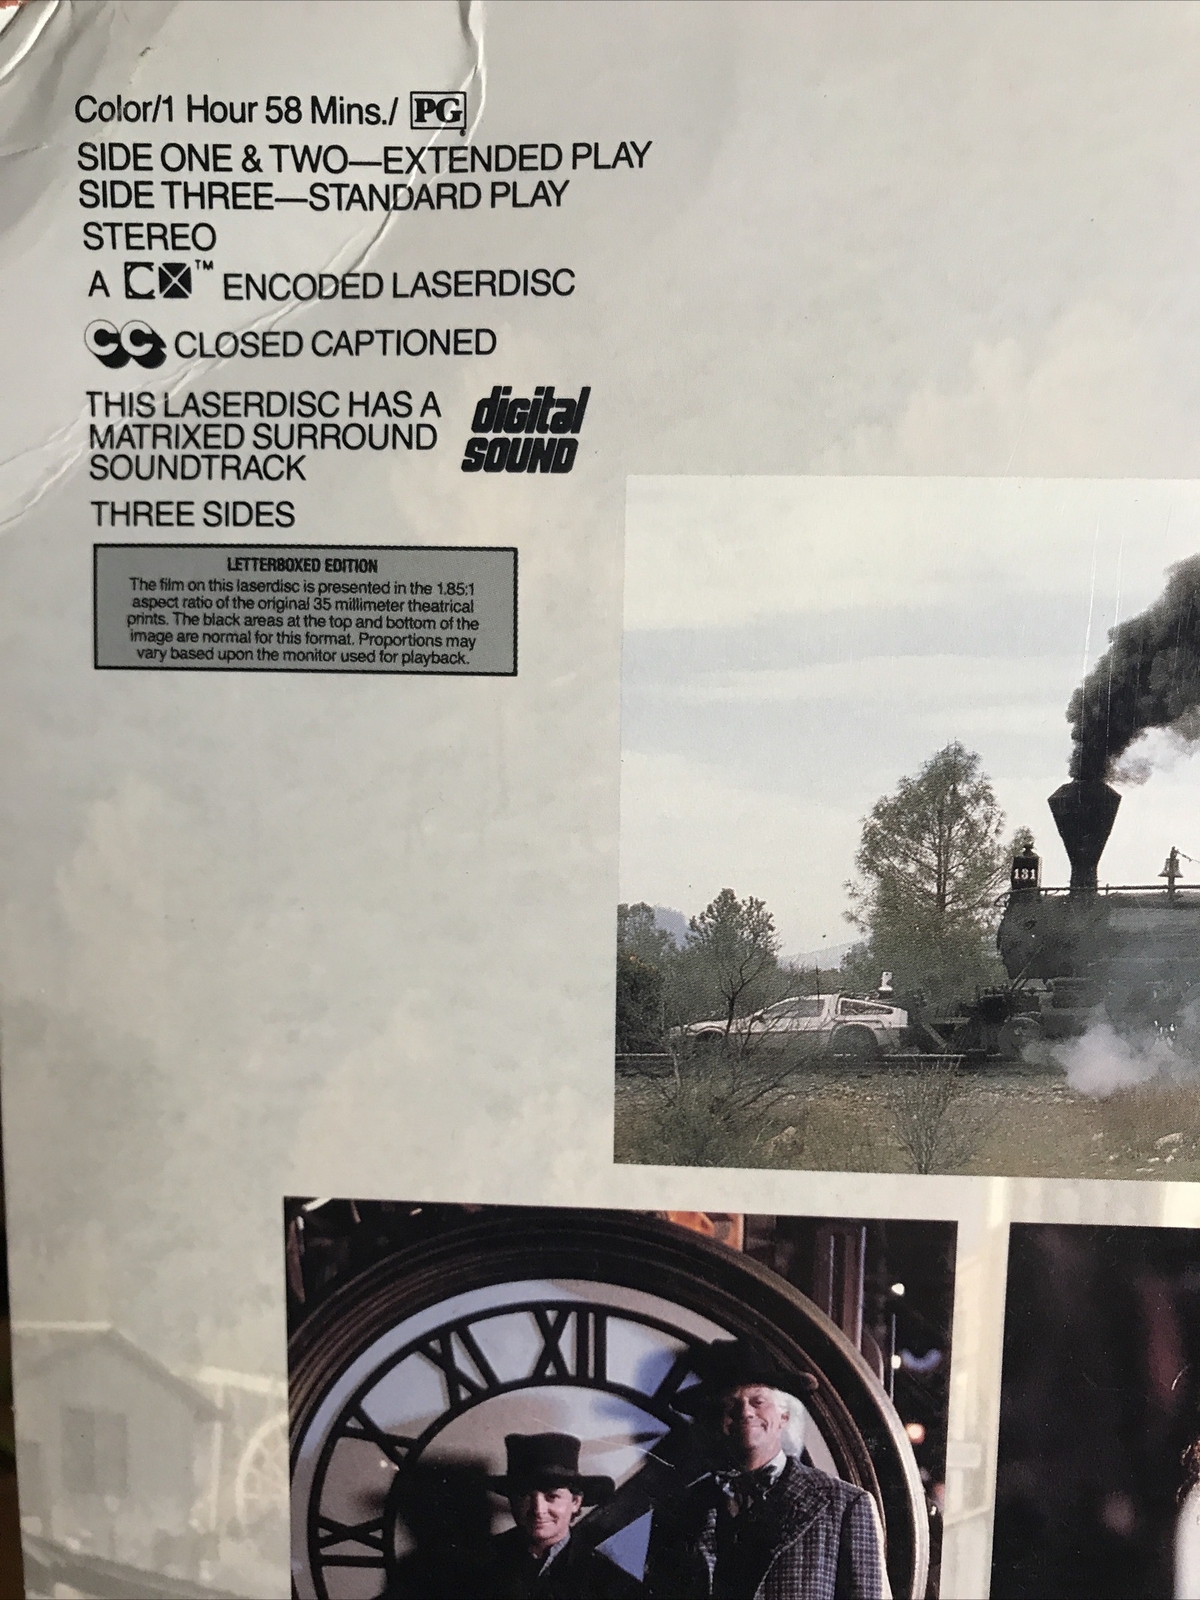 Color/1 Hour 58 Mins./ PG
SIDE ONE & TWO—EXTENDED PLAY
SIDE THREE—STANDARD PLAY
STEREO
A CX™ ENCODED LASERDISC
CC CLOSED CAPTIONED
THIS LASERDISC HAS A
MATRIXED SURROUND
SOUNDTRACK
digital
SOUND
THREE SIDES
LETTERBOXED EDITION
The film on this laserdisc is presented in the 1.85:1
aspect ratio of the original 35 millimeter theatrical
prints. The black areas at the top and bottom of the
image are normal for this format. Proportions may
vary based upon the monitor used for playback.
131
IX X XI XII